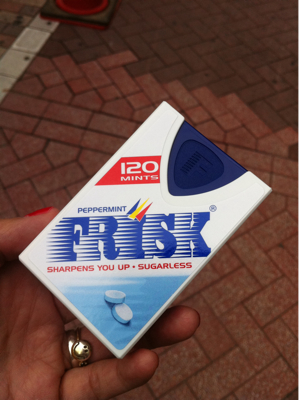 120
MINTS
PEPPERMINT
FRISK®
SHARPENS YOU UP • SUGARLESS